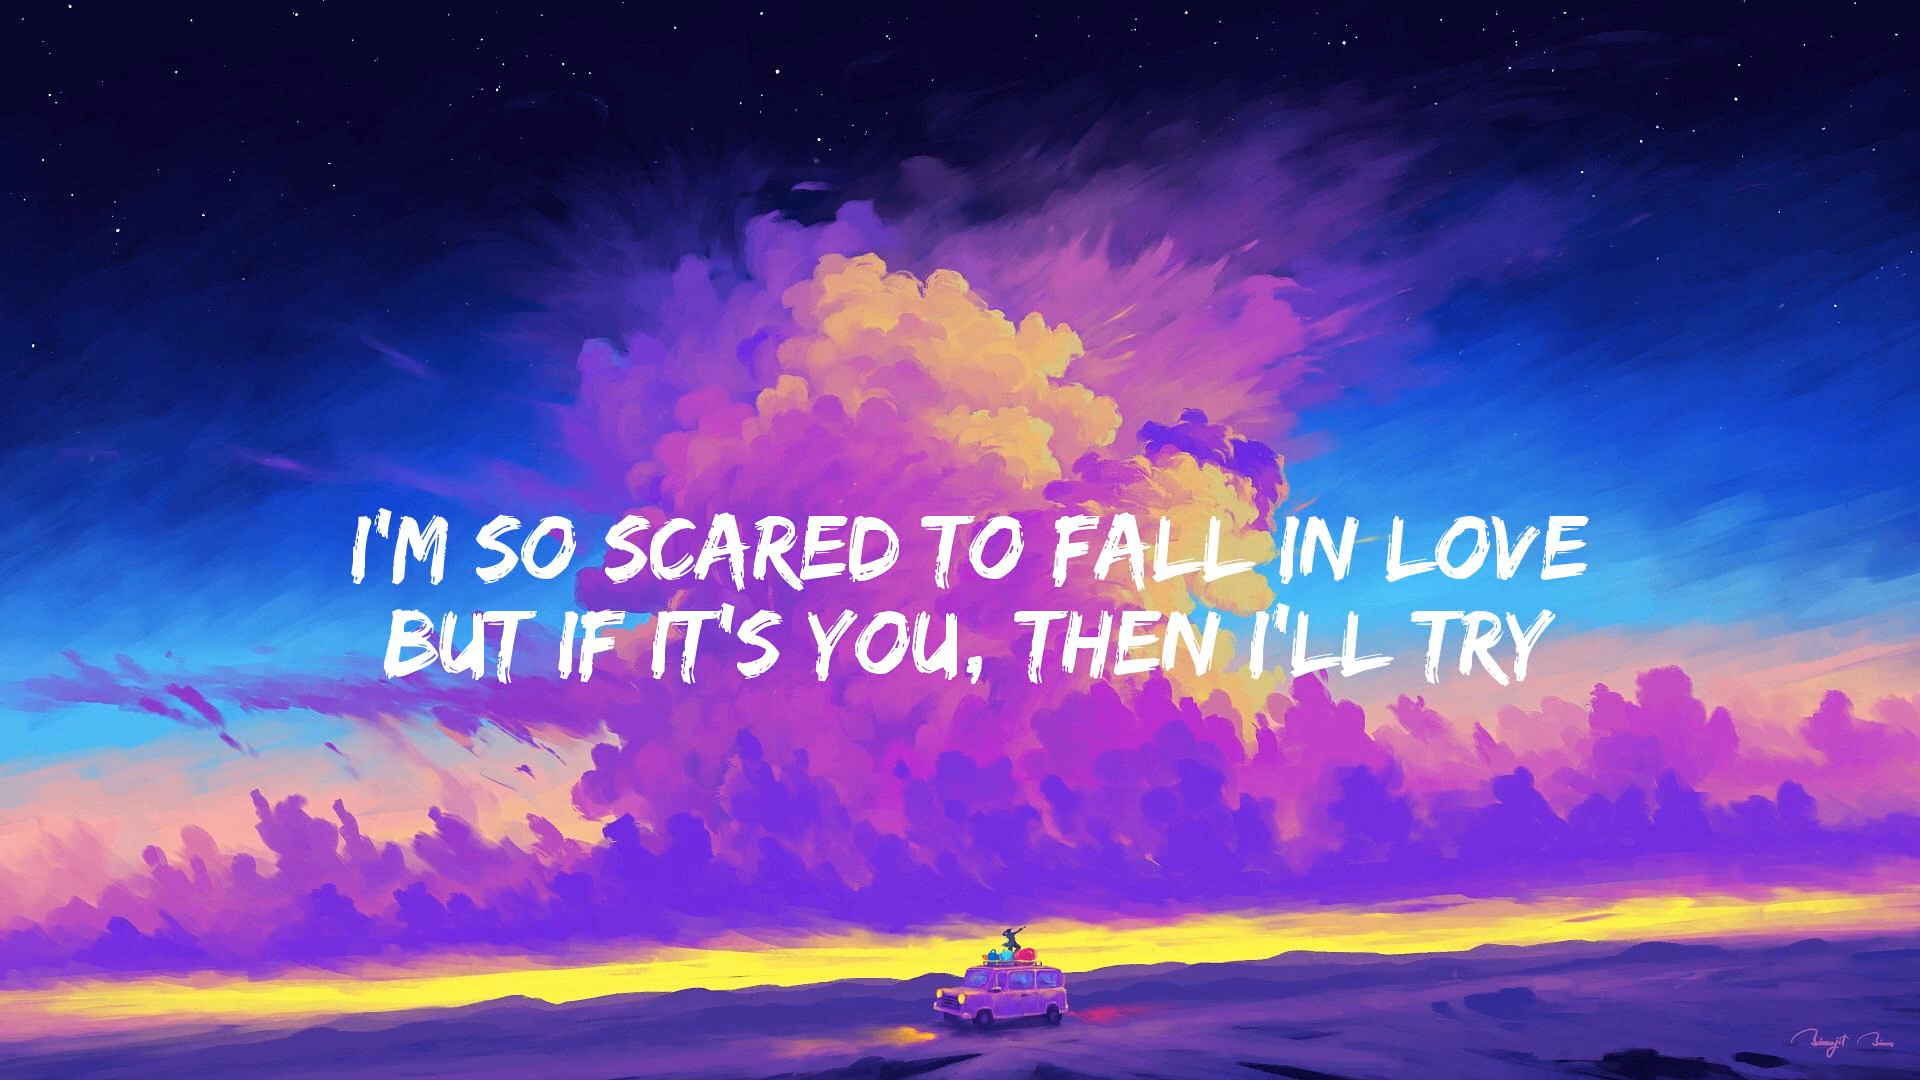 I'M SO SCARED TO FALL IN LOVE
BUT IF IT'S YOU, THEN I'LL TRY